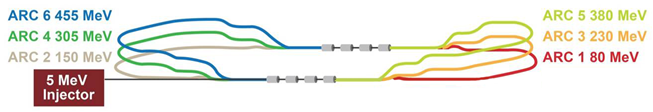 ARC 6 455 MeV
ARC 4 305 MeV
ARC 2 150 MeV
5 MeV
Injector
ARC 5 380 MeV
ARC 3 230 MeV
ARC 1 80 MeV